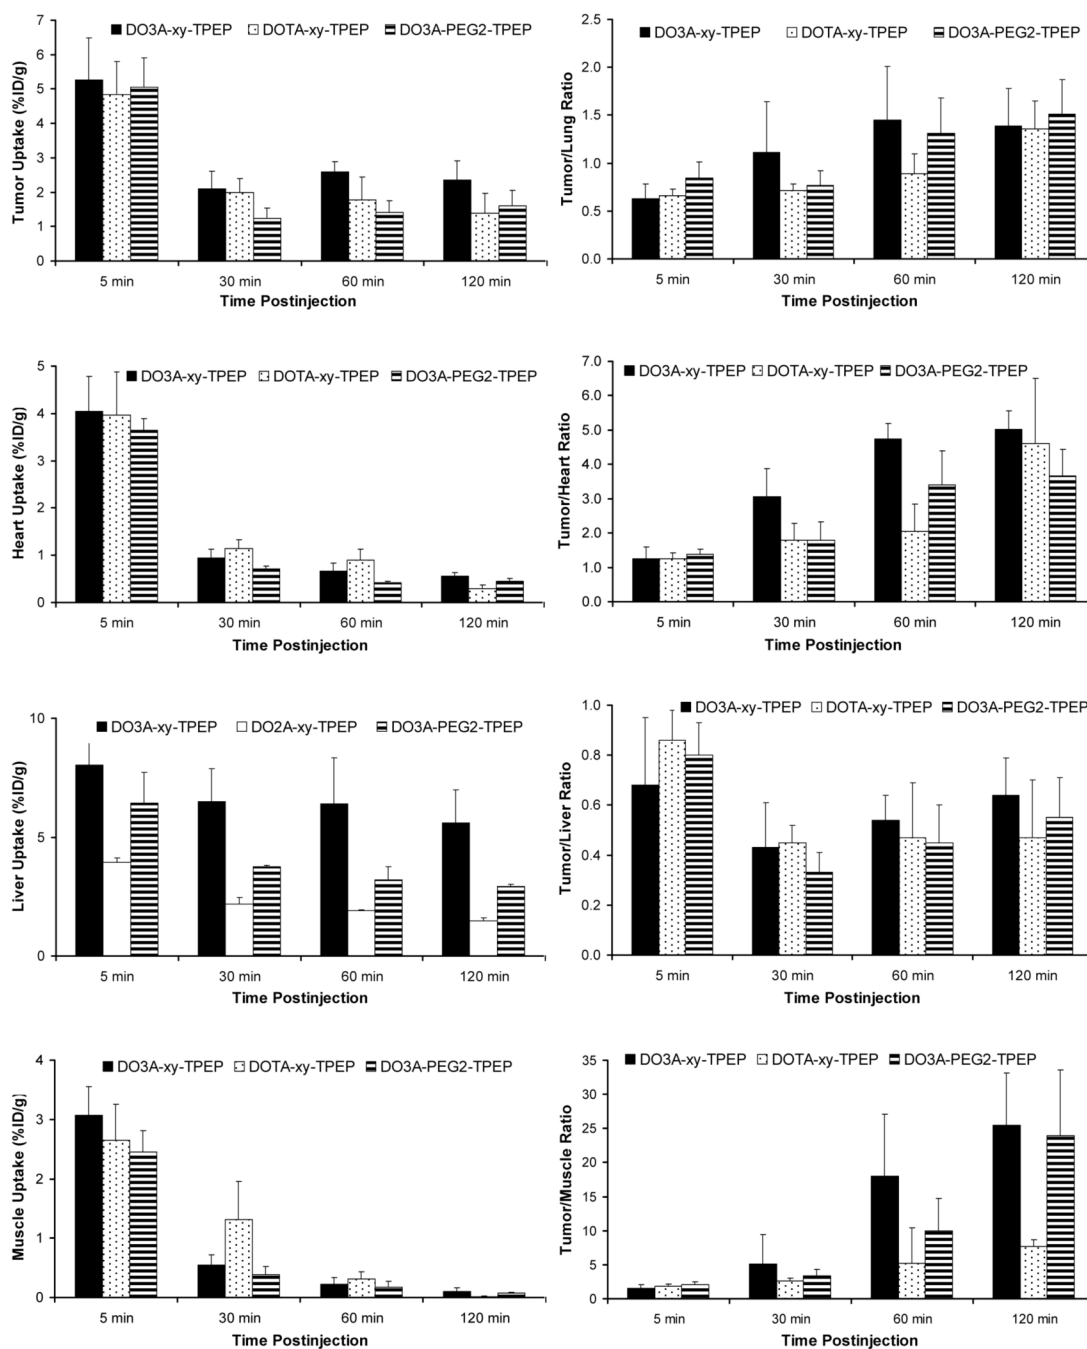 DO3A-xy-TPEP DOTA-xy-TPEP DO3A-PEG2-TPEP
Tumor Uptake (%ID/g)
7
6
5
4
3
2
1
0
5 min 30 min 60 min 120 min
Time Postinjection
DO3A-xy-TPEP DOTA-xy-TPEP DO3A-PEG2-TPEP
Tumor/Lung Ratio
2.5
2.0
1.5
1.0
0.5
0.0
5 min 30 min 60 min 120 min
Time Postinjection
DO3A-xy-TPEP DOTA-xy-TPEP DO3A-PEG2-TPEP
Heart Uptake (%ID/g)
5
4
3
2
1
0
5 min 30 min 60 min 120 min
Time Postinjection
DO3A-xy-TPEP DOTA-xy-TPEP DO3A-PEG2-TPEP
Tumor/Heart Ratio
7.0
6.0
5.0
4.0
3.0
2.0
1.0
0.0
5 min 30 min 60 min 120 min
Time Postinjection
DO3A-xy-TPEP DO2A-xy-TPEP DO3A-PEG2-TPEP
Liver Uptake (%ID/g)
10
5
0
5 min 30 min 60 min 120 min
Time Postinjection
DO3A-xy-TPEP DOTA-xy-TPEP DO3A-PEG2-TPEP
Tumor/Liver Ratio
1.0
0.8
0.6
0.4
0.2
0.0
5 min 30 min 60 min 120 min
Time Postinjection
DO3A-xy-TPEP DOTA-xy-TPEP DO3A-PEG2-TPEP
Muscle Uptake (%ID/g]
4
3
2
1
0
5 min 30 min 60 min 120 min
Time Postinjection
DO3A-xy-TPEP DOTA-xy-TPEP DO3A-PEG2-TPEP
Tumor/Muscle Ratio
35
30
25
20
15
10
5
0
5 min 30 min 60 min 120 min
Time Postinjection